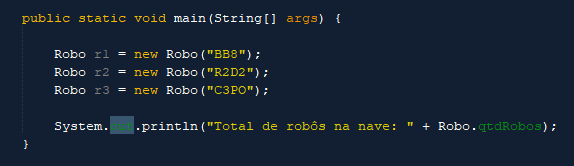 public static void main(String[] args) {
Robo r1 = new Robo("BB8");
Robo r2 = new Robo("R2D2");
Robo r3 = new Robo("C3PO");
System.out.println("Total de robôs na nave: " + Robo.qtdRobos);
}